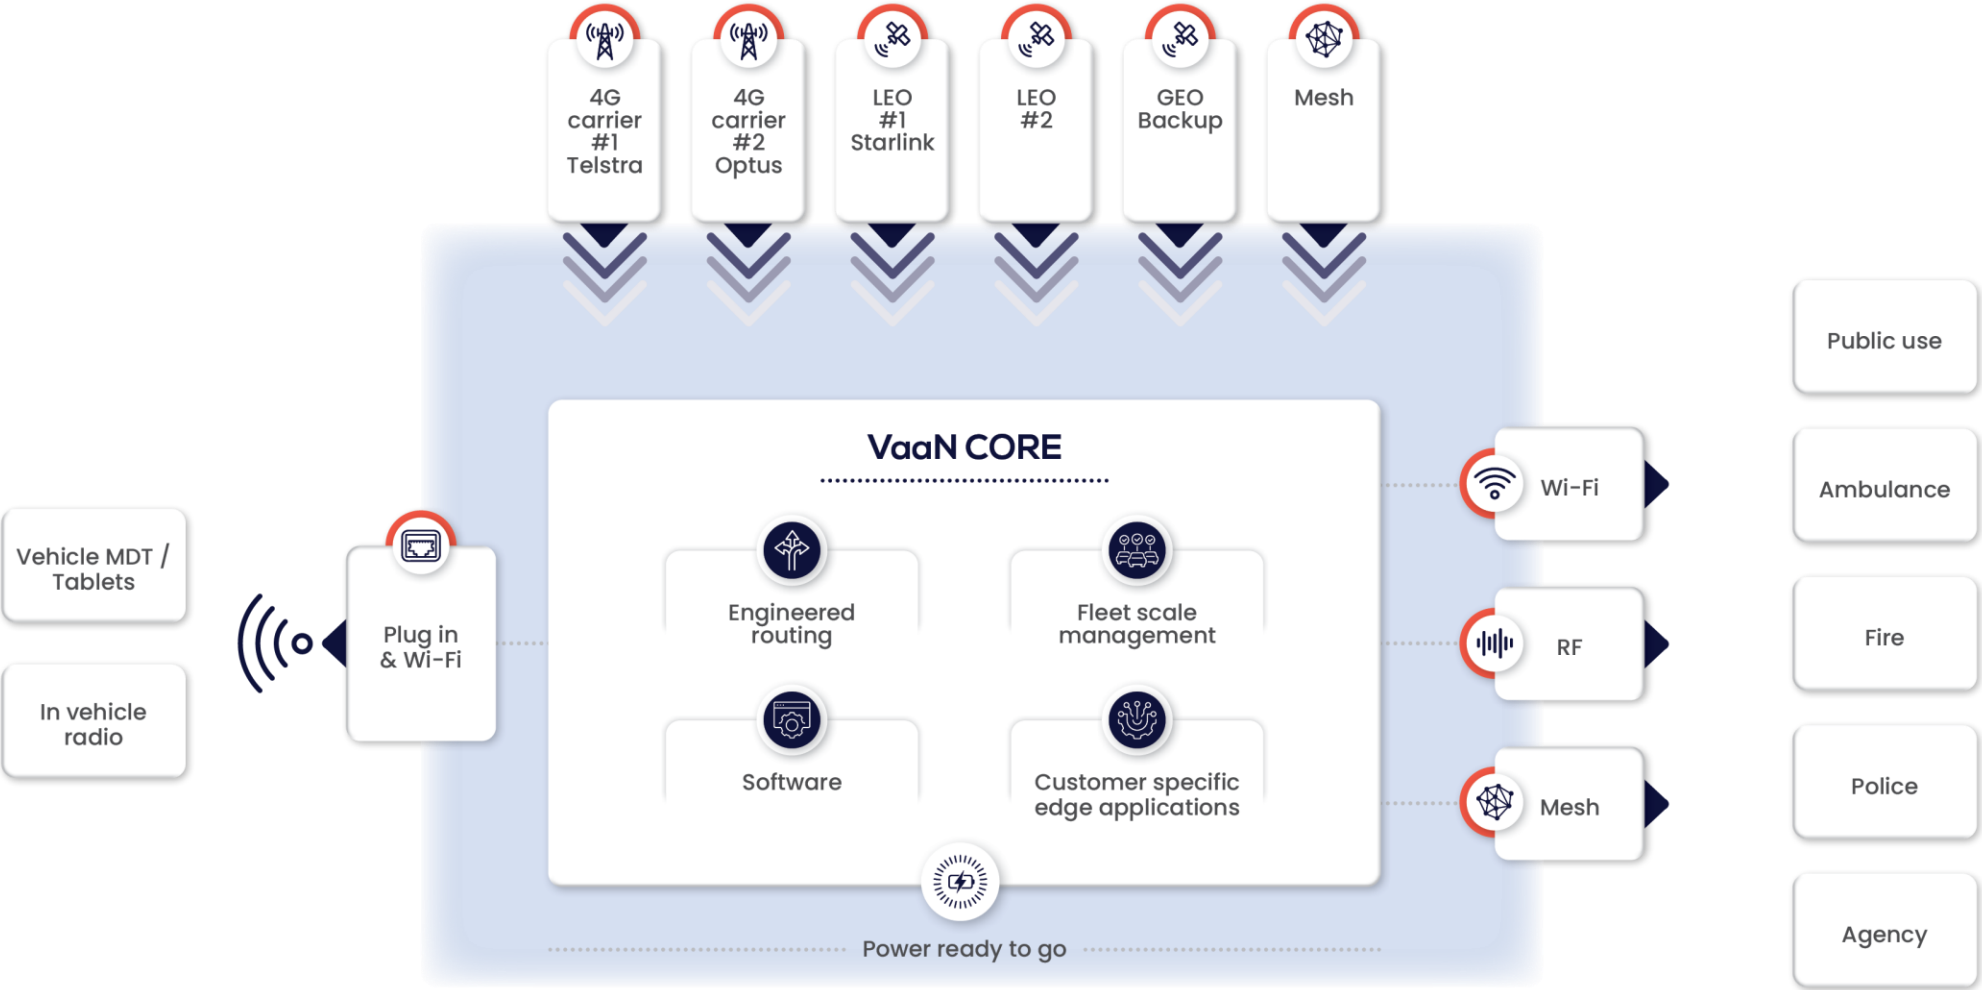 4G
carrier
#1
Telstra
4G
carrier
#2
Optus
LEO
#1
Starlink
LEO
#2
GEO
Backup
Mesh
Vehicle MDT /
Tablets
In vehicle
radio
Plug in
& Wi-Fi
VaaN CORE
Engineered
routing
Fleet scale
management
Software
Customer specific
edge applications
Power ready to go
Wi-Fi
RF
Mesh
Public use
Ambulance
Fire
Police
Agency